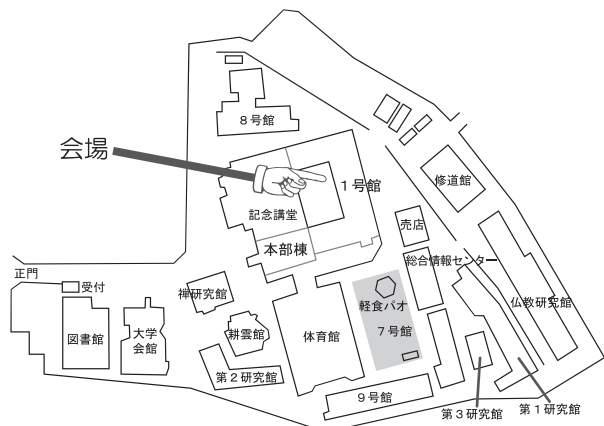 ８号館
会場
１号館
修道館
記念講堂
売店
本部棟
総合情報センター
正門
受付
禅研究館
軽食パオ
仏教研究館
７号館
図書館
大学
会館
耕雲館
体育館
第２研究館
９号館
第３研究館
第１研究館